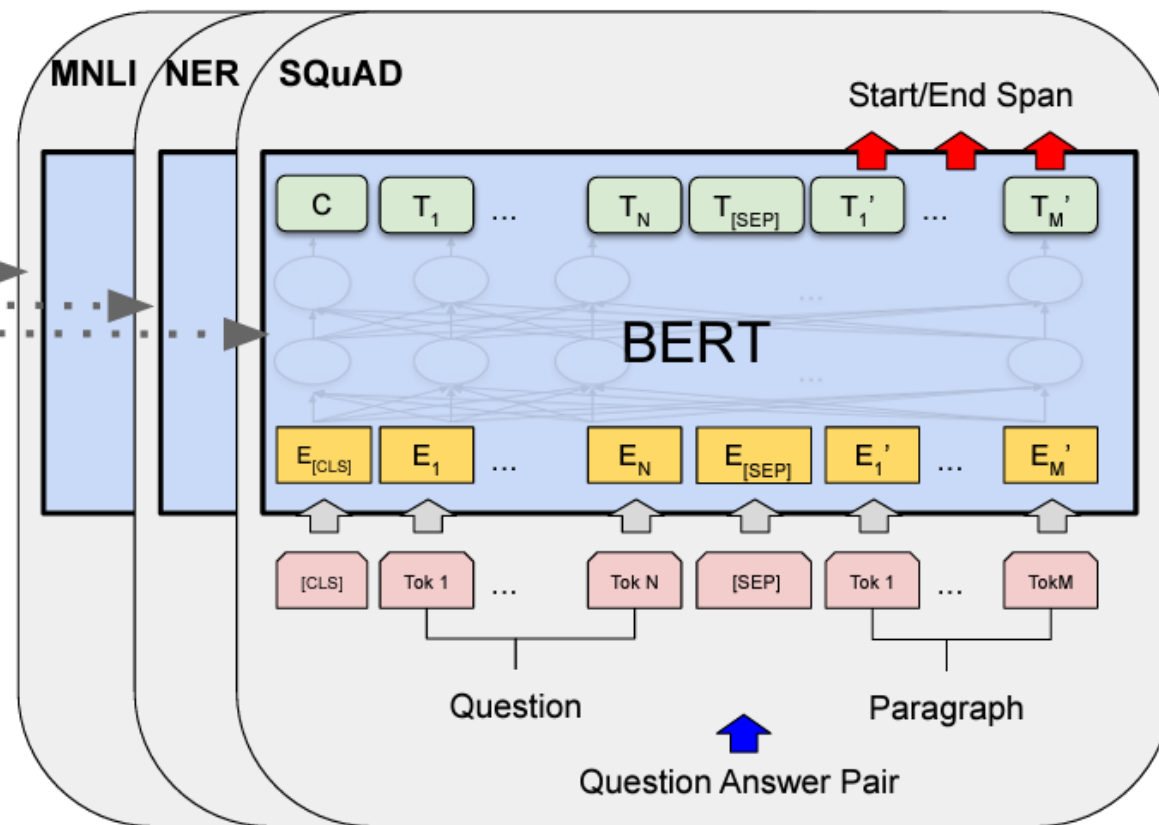 MNLI NER SQuAD
Start/End Span
C T1 ... TN T[SEP] T1’ ... TM’
...
BERT
...
E[CLS] E1 ... EN E[SEP] E1’ ... EM’
[CLS] Tok 1 ... Tok N [SEP] Tok 1 ... TokM
Question Paragraph
Question Answer Pair